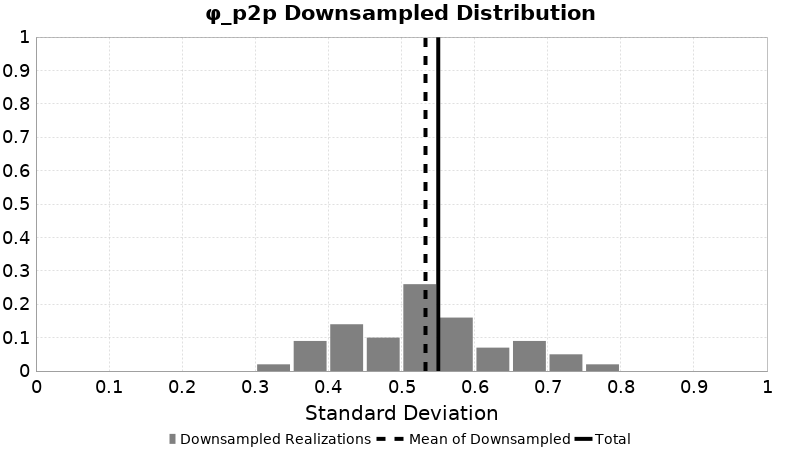 φ_p2p Downsampled Distribution
1
0.9
0.8
0.7
0.6
0.5
0.4
0.3
0.2
0.1
0
0 0.1 0.2 0.3 0.4 0.5 0.6 0.7 0.8 0.9 1
Standard Deviation
Downsampled Realizations Mean of Downsampled Total